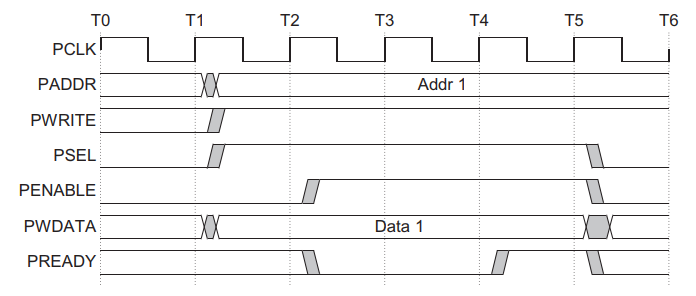 T0 T1 T2 T3 T4 T5 T6
PCLK
PADDR Addr 1
PWRITE
PSEL
PENABLE
PWDATA Data 1
PREADY